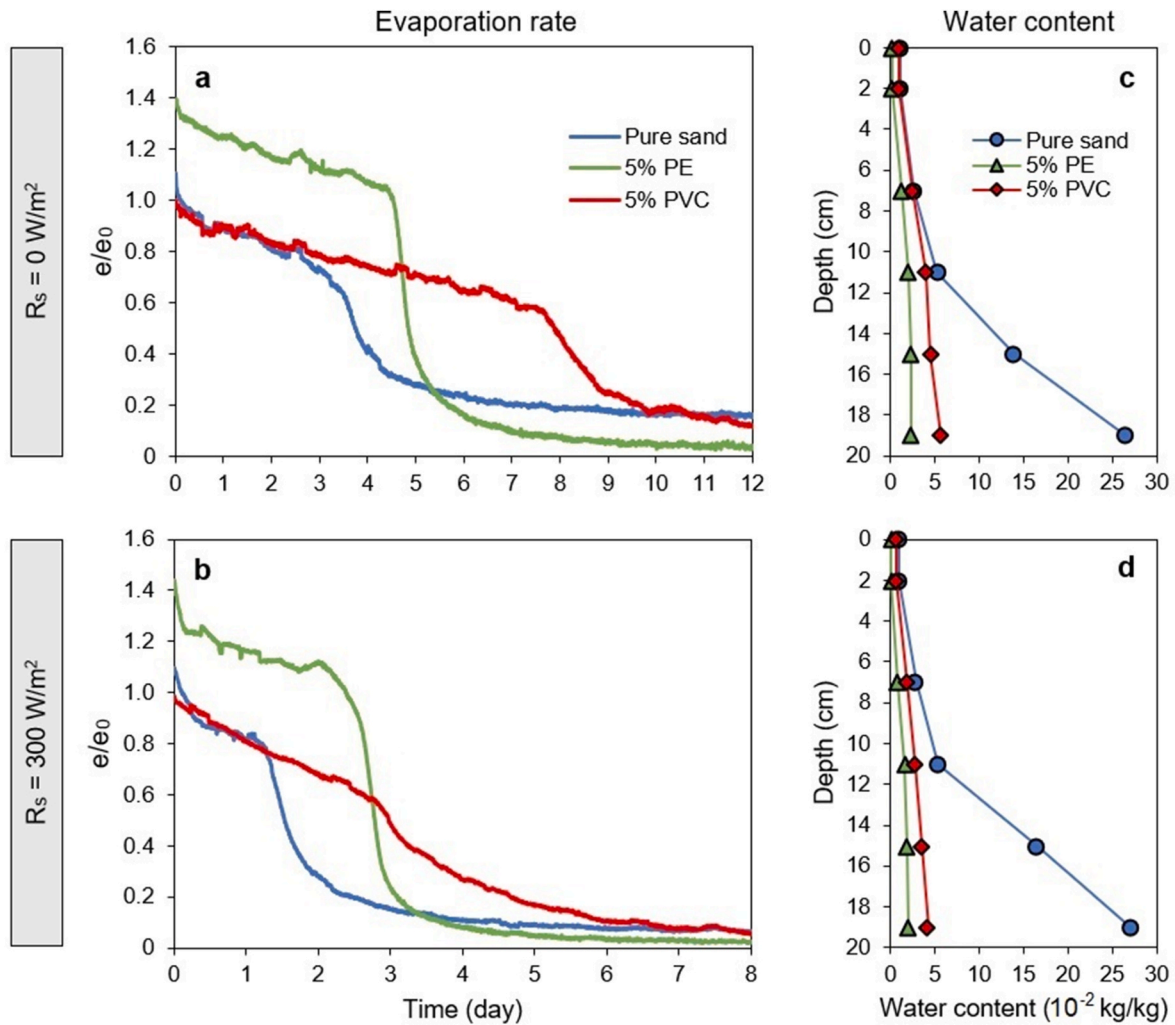 Evaporation rate
Water content
Rₛ = 0 W/m²
a
e/e₀
1.6
1.4
1.2
1.0
0.8
0.6
0.4
0.2
0
0 1 2 3 4 5 6 7 8 9 10 11 12
Pure sand
5% PE
5% PVC
c
Depth (cm)
0
2
4
6
8
10
12
14
16
18
20
0 5 10 15 20 25 30
Pure sand
5% PE
5% PVC
Rₛ = 300 W/m²
b
e/e₀
1.6
1.4
1.2
1.0
0.8
0.6
0.4
0.2
0
0 1 2 3 4 5 6 7 8
Time (day)
d
Depth (cm)
0
2
4
6
8
10
12
14
16
18
20
0 5 10 15 20 25 30
Water content (10⁻² kg/kg)